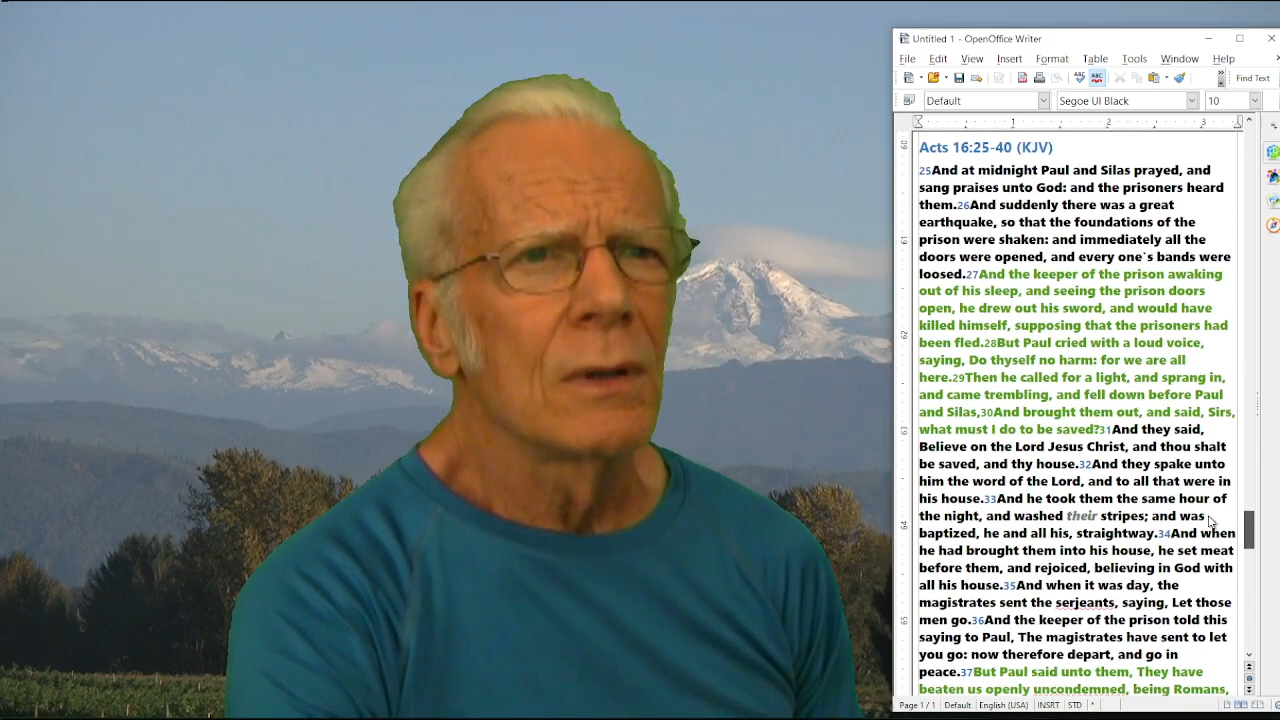 Untitled 1 - OpenOffice Writer
File Edit View Insert Format Table Tools Window Help
Find Text
Default Segoe UI Black 10
1 2 3
Acts 16:25-40 (KJV)
25And at midnight Paul and Silas prayed, and
sang praises unto God: and the prisoners heard
them.26And suddenly there was a great
earthquake, so that the foundations of the
prison were shaken: and immediately all the
doors were opened, and every one's bands were
loosed.27And the keeper of the prison awaking
out of his sleep, and seeing the prison doors
open, he drew out his sword, and would have
killed himself, supposing that the prisoners had
been fled.28But Paul cried with a loud voice,
saying, Do thyself no harm: for we are all
here.29Then he called for a light, and sprang in,
and came trembling, and fell down before Paul
and Silas,30And brought them out, and said, Sirs,
what must I do to be saved?31And they said,
Believe on the Lord Jesus Christ, and thou shalt
be saved, and thy house.32And they spake unto
him the word of the Lord, and to all that were in
his house.33And he took them the same hour of
the night, and washed their stripes; and was
baptized, he and all his, straightway.34And when
he had brought them into his house, he set meat
before them, and rejoiced, believing in God with
all his house.35And when it was day, the
magistrates sent the serjeants, saying, Let those
men go.36And the keeper of the prison told this
saying to Paul, The magistrates have sent to let
you go: now therefore depart, and go in
peace.37But Paul said unto them, They have
beaten us openly uncondemned, being Romans,
60
61
62
63
64
65
Page 1 / 1 Default English (USA) INSRT STD *